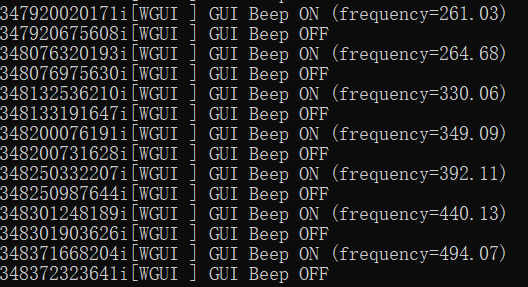 347920020171i[WGUI ] GUI Beep ON (frequency=261.03)
347920675608i[WGUI ] GUI Beep OFF
348076320193i[WGUI ] GUI Beep ON (frequency=264.68)
348076975630i[WGUI ] GUI Beep OFF
348132536210i[WGUI ] GUI Beep ON (frequency=330.06)
348133191647i[WGUI ] GUI Beep OFF
348200076191i[WGUI ] GUI Beep ON (frequency=349.09)
348200731628i[WGUI ] GUI Beep OFF
348250332207i[WGUI ] GUI Beep ON (frequency=392.11)
348250987644i[WGUI ] GUI Beep OFF
348301248189i[WGUI ] GUI Beep ON (frequency=440.13)
348301903626i[WGUI ] GUI Beep OFF
348371668204i[WGUI ] GUI Beep ON (frequency=494.07)
348372323641i[WGUI ] GUI Beep OFF